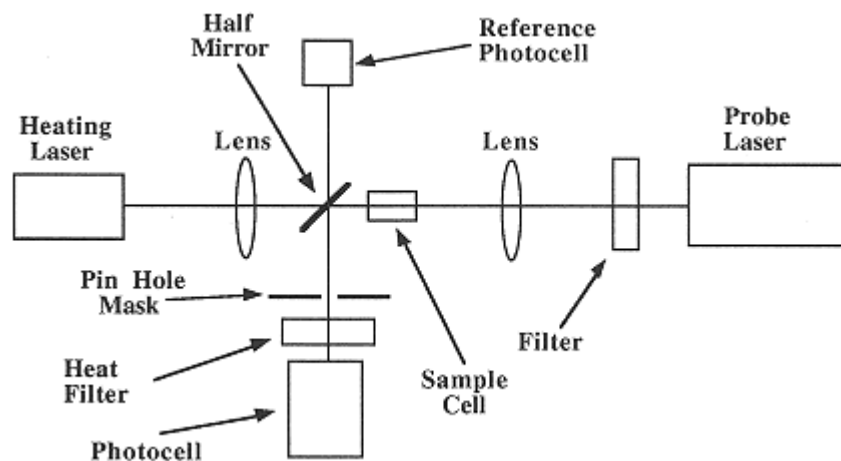 Half
Mirror
Reference
Photocell
Heating
Laser
Lens
Lens
Probe
Laser
Pin Hole
Mask
Filter
Heat
Filter
Sample
Cell
Photocell